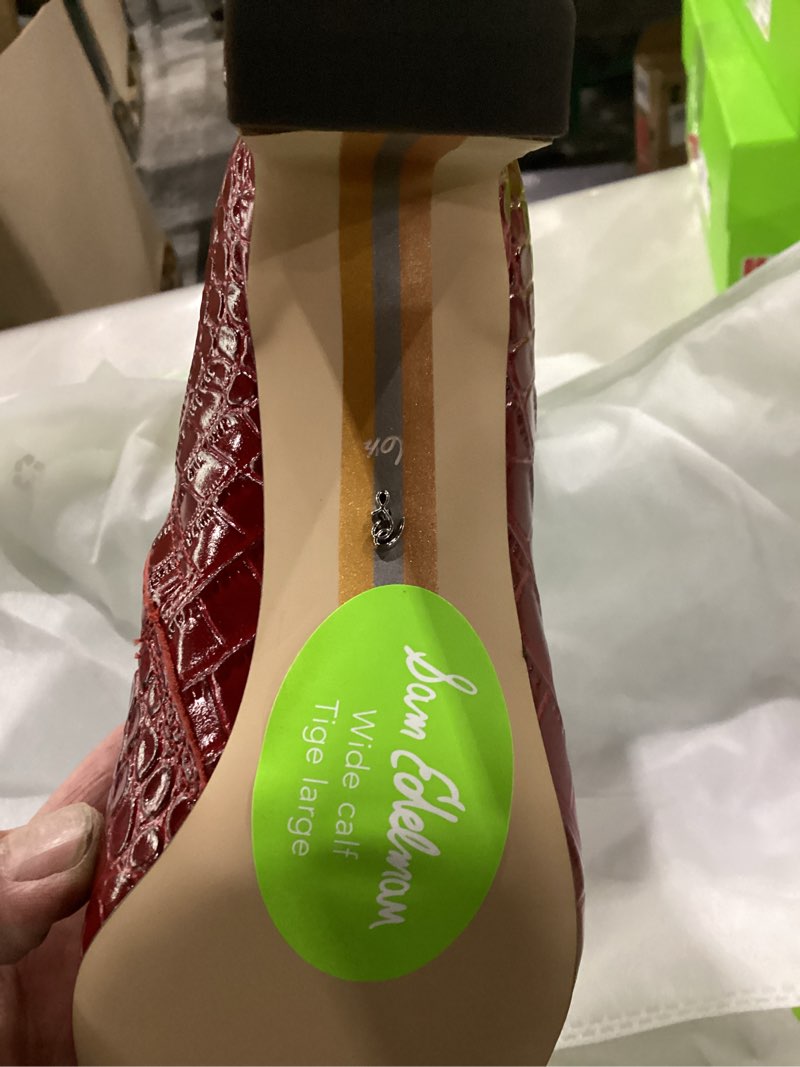 Sam Edelman
Wide calf
Tige large